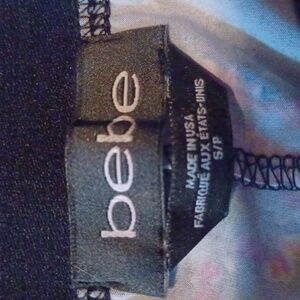 bebe
MADE IN USA
FABRIQUÉ AUX ÉTATS-UNIS
S/P